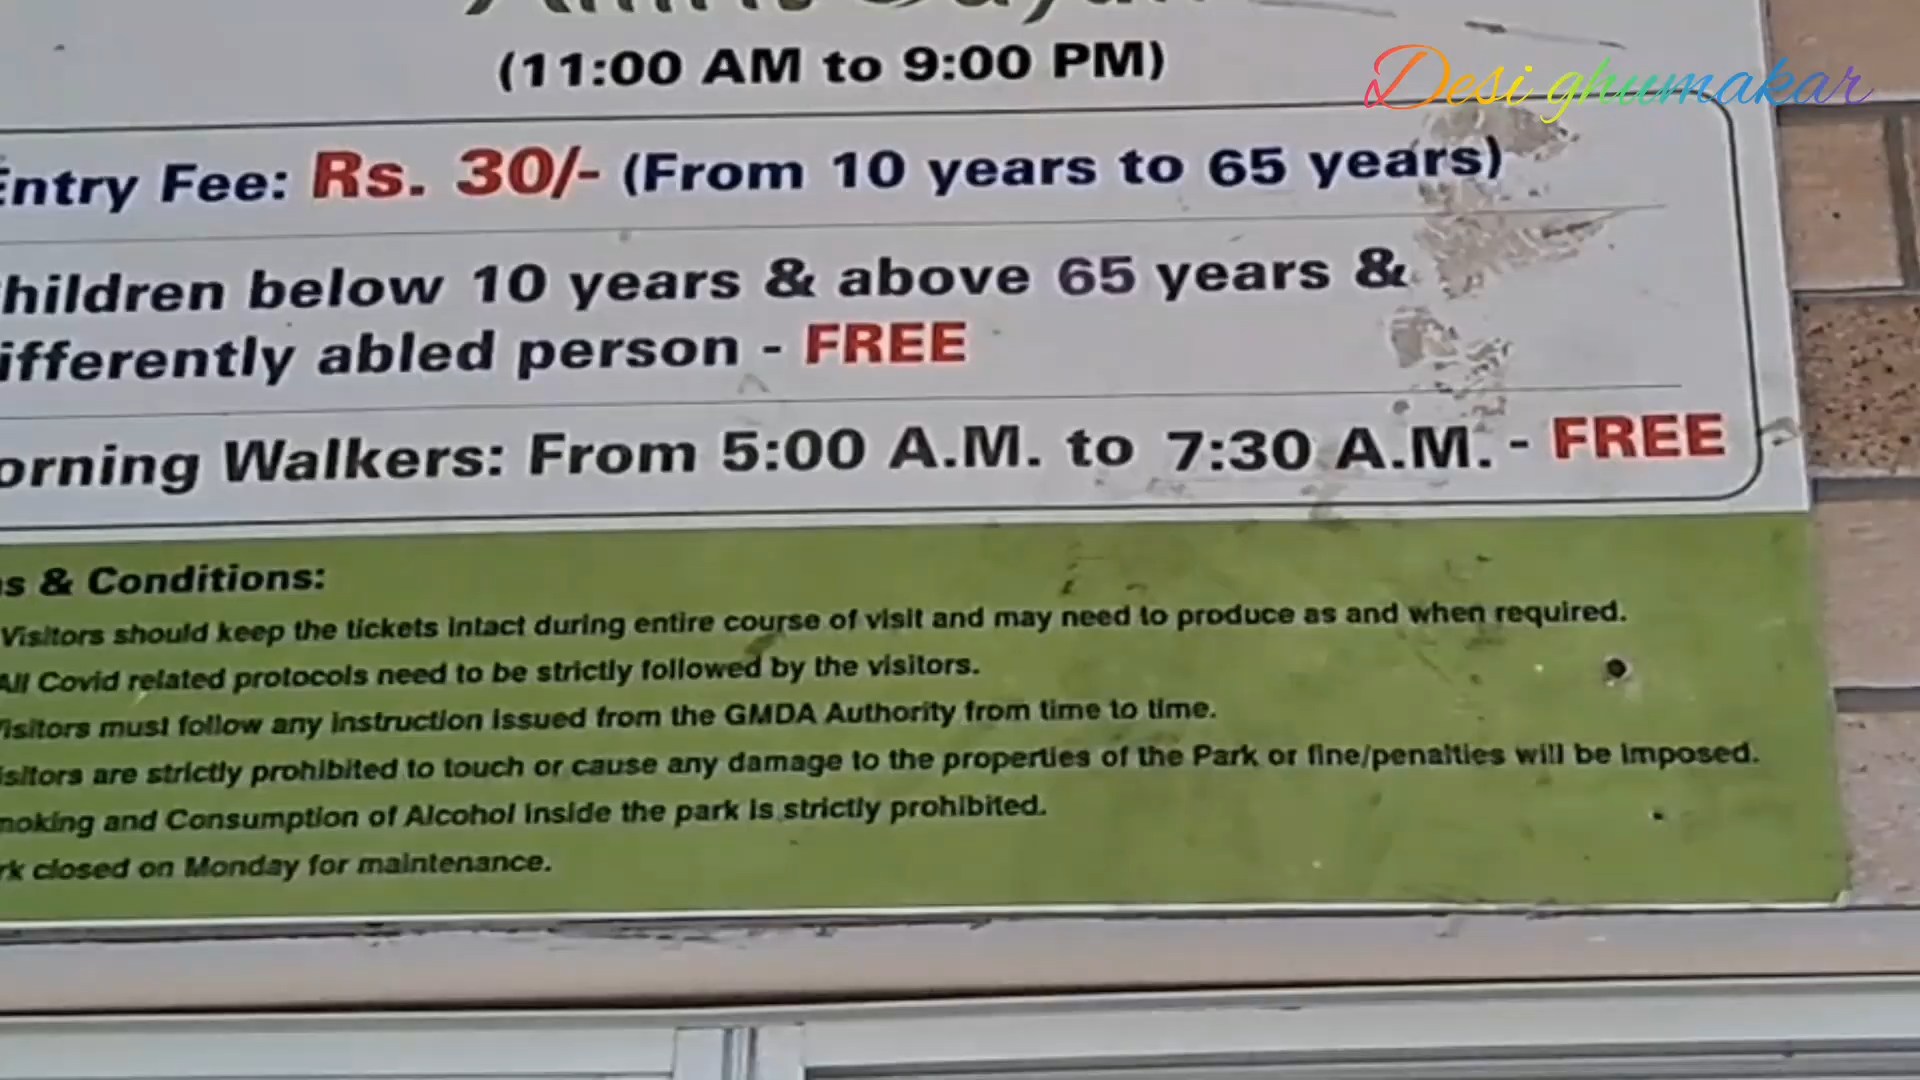 (11:00 AM to 9:00 PM)
Desi ghumakar
Entry Fee: Rs. 30/- (From 10 years to 65 years)
hildren below 10 years & above 65 years &
ifferently abled person - FREE
orning Walkers: From 5:00 A.M. to 7:30 A.M. - FREE
s & Conditions:
Visitors should keep the tickets intact during entire course of visit and may need to produce as and when required.
All Covid related protocols need to be strictly followed by the visitors.
Visitors must follow any instruction issued from the GMDA Authority from time to time.
isitors are strictly prohibited to touch or cause any damage to the properties of the Park or fine/penalties will be imposed.
moking and Consumption of Alcohol inside the park is strictly prohibited.
rk closed on Monday for maintenance.